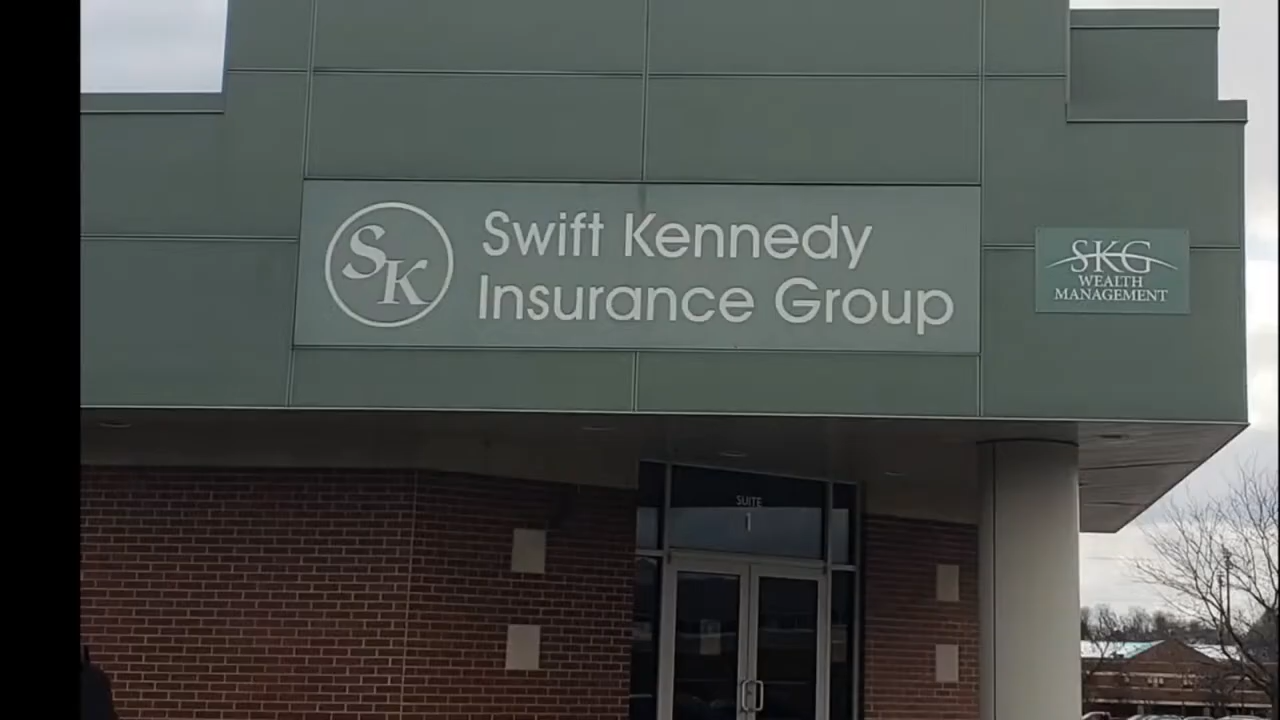 SK
Swift Kennedy
Insurance Group
SKG
WEALTH
MANAGEMENT
SUITE
1